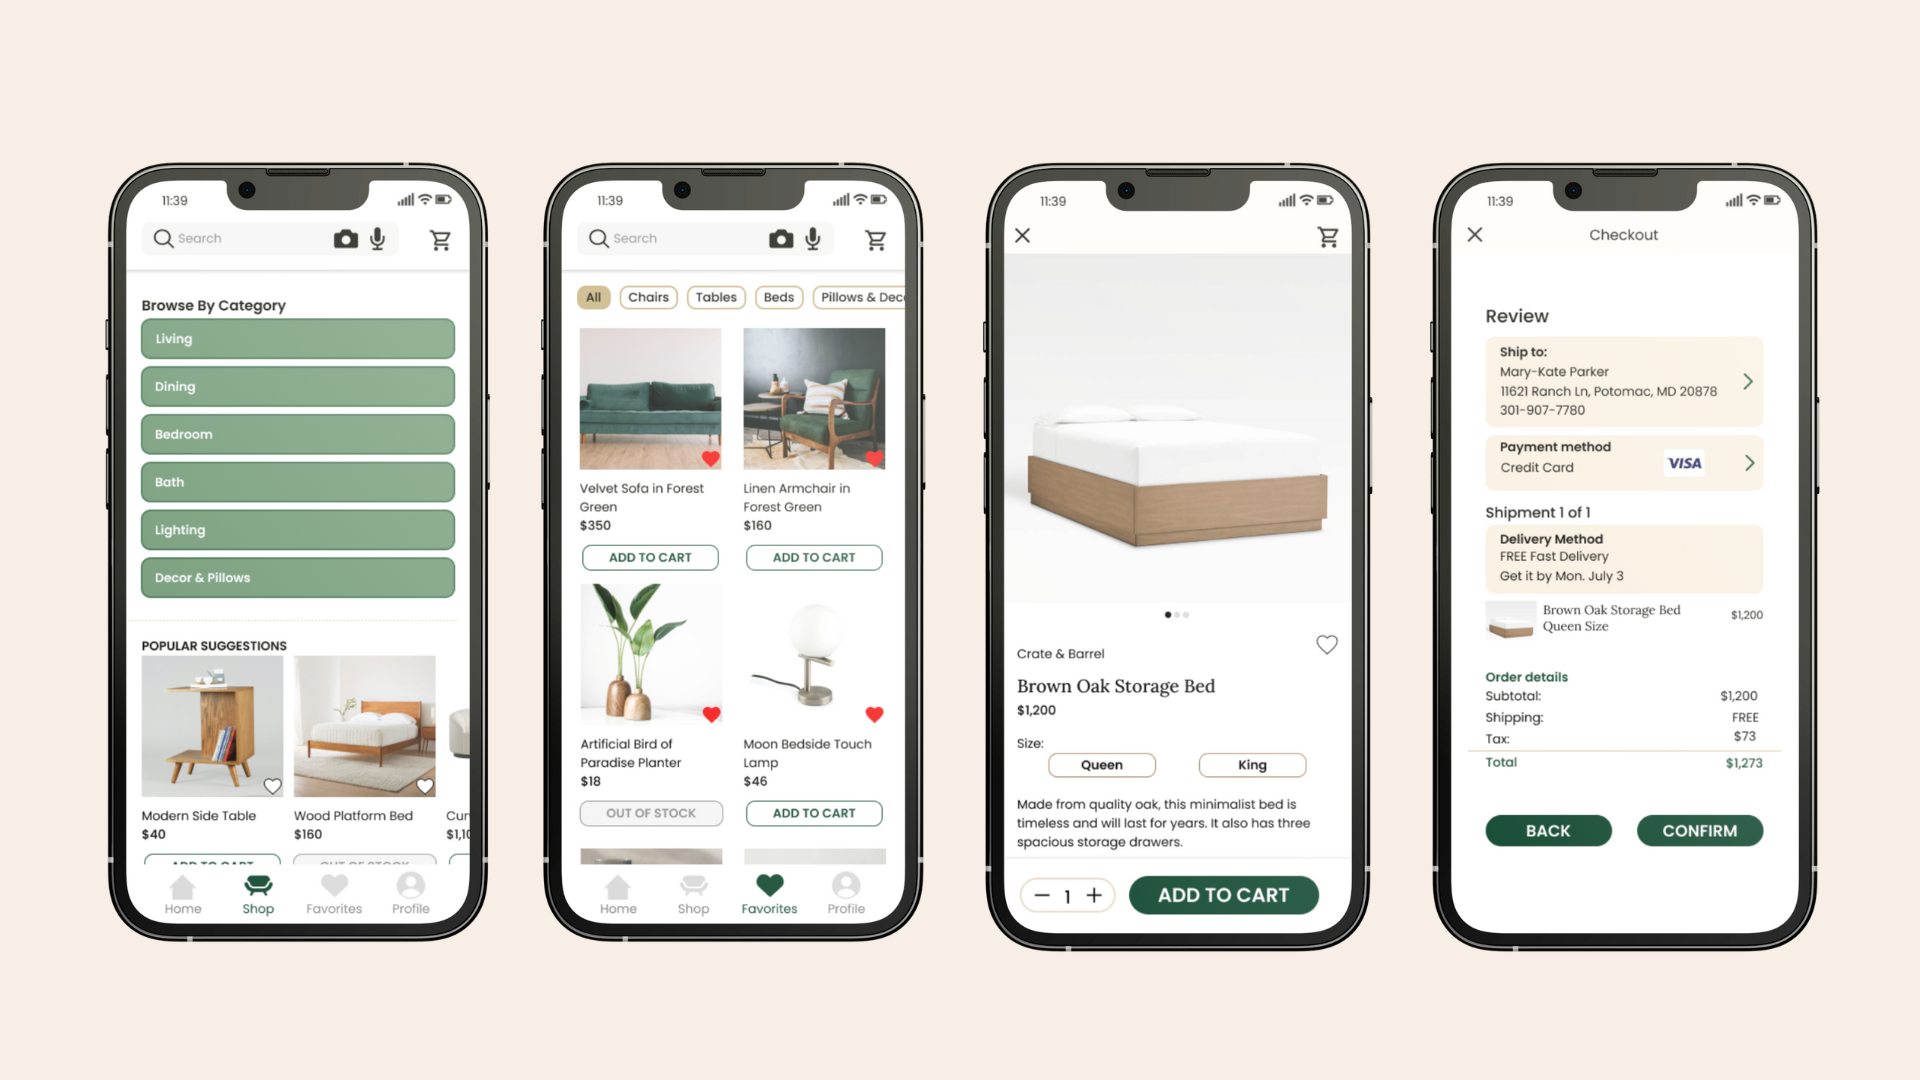 11:39
Search
Browse By Category
Living
Dining
Bedroom
Bath
Lighting
Decor & Pillows
POPULAR SUGGESTIONS
Modern Side Table
$40
Wood Platform Bed
$160
ADD TO CART
OUT OF STOCK
Home
Shop
Favorites
Profile
11:39
Search
All
Chairs
Tables
Beds
Pillows &
Velvet Sofa in Forest
Green
$350
ADD TO CART
Linen Armchair in
Forest Green
$160
ADD TO CART
Artificial Bird of
Paradise Planter
$18
OUT OF STOCK
Moon Bedside Touch
Lamp
$46
ADD TO CART
Home
Shop
Favorites
Profile
11:39
Crate & Barrel
Brown Oak Storage Bed
$1,200
Size:
Queen
King
Made from quality oak, this minimalist bed is
timeless and will last for years. It also has three
spacious storage drawers.
1
ADD TO CART
11:39
Checkout
Review
Ship to:
Mary-Kate Parker
11621 Ranch Ln, Potomac, MD 20878
301-907-7780
Payment method
Credit Card
VISA
Shipment 1 of 1
Delivery Method
FREE Fast Delivery
Get it by Mon. July 3
Brown Oak Storage Bed
Queen Size
$1,200
Order details
Subtotal: $1,200
Shipping: FREE
Tax: $73
Total $1,273
BACK
CONFIRM